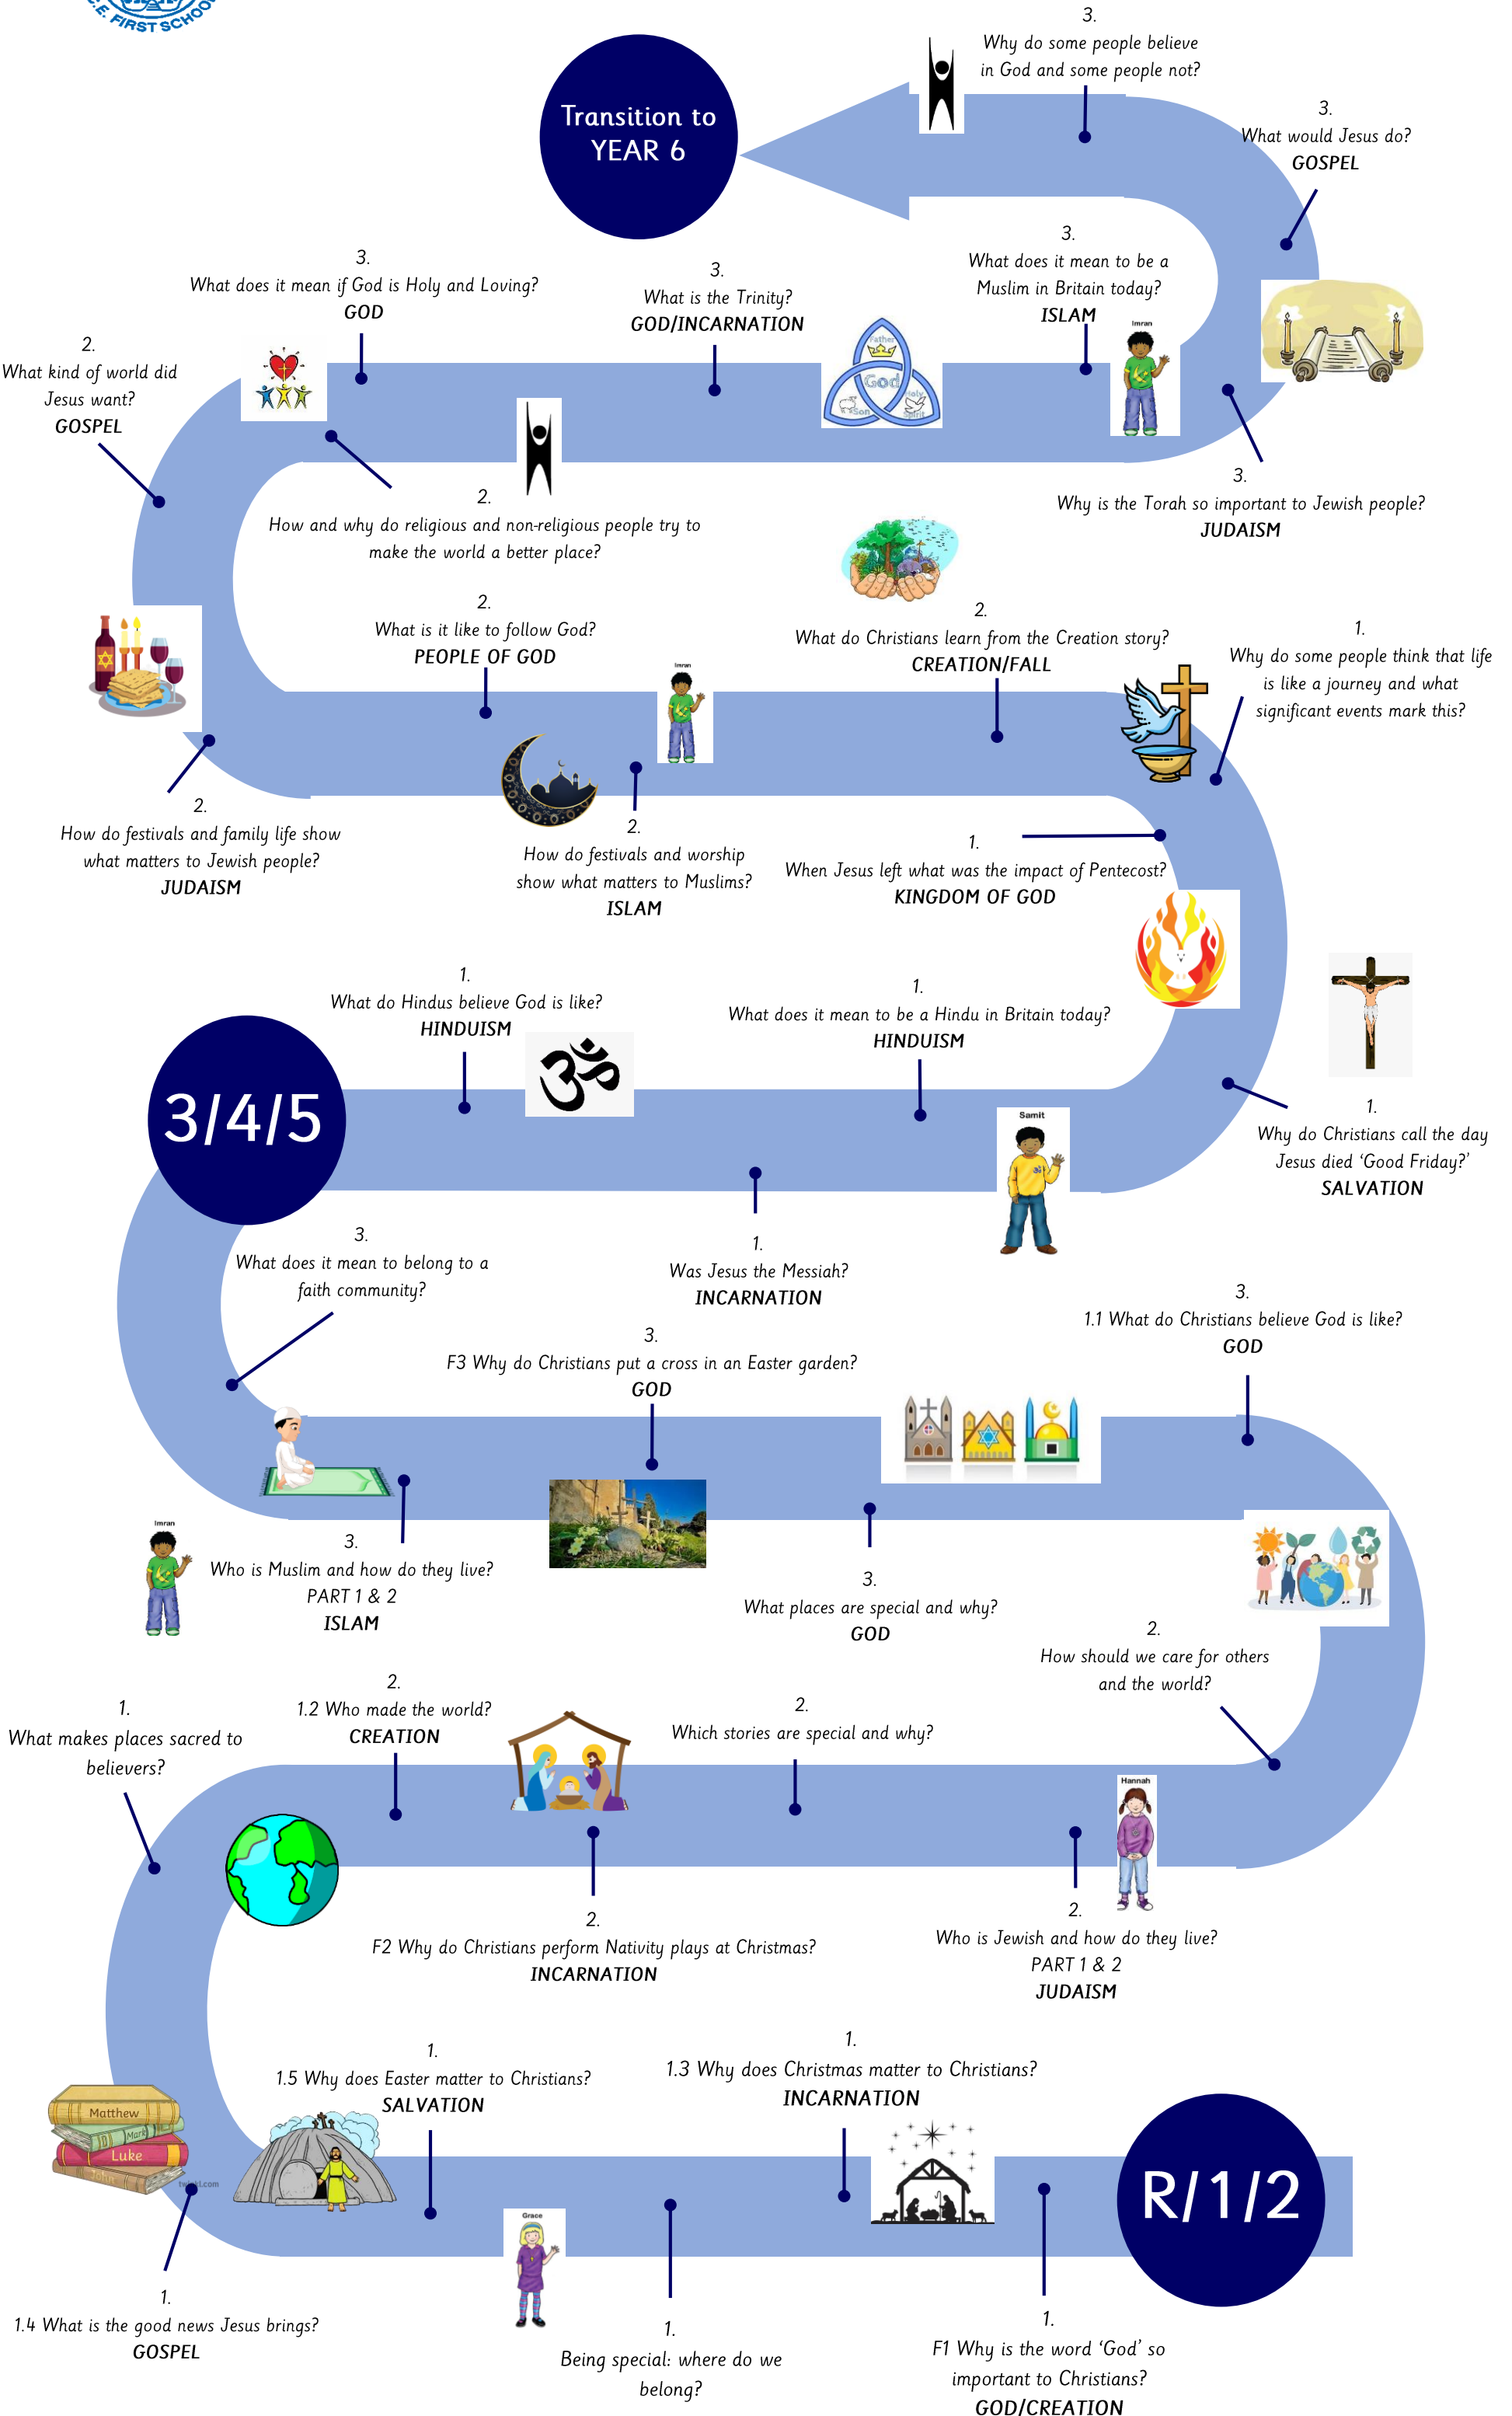 C.E. FIRST SCHOOL
3.
Why do some people believe
in God and some people not?
Transition to
YEAR 6
3.
What would Jesus do?
GOSPEL
3.
What does it mean to be a
Muslim in Britain today?
ISLAM
3.
What does it mean if God is Holy and Loving?
GOD
3.
What is the Trinity?
GOD/INCARNATION
Imran
Father
God
Son
Holy
Spirit
2.
What kind of world did
Jesus want?
GOSPEL
3.
Why is the Torah so important to Jewish people?
JUDAISM
2.
How and why do religious and non-religious people try to
make the world a better place?
2.
What is it like to follow God?
PEOPLE OF GOD
2.
What do Christians learn from the Creation story?
CREATION/FALL
1.
Why do some people think that life
is like a journey and what
significant events mark this?
Imran
2.
How do festivals and family life show
what matters to Jewish people?
JUDAISM
2.
How do festivals and worship
show what matters to Muslims?
ISLAM
1.
When Jesus left what was the impact of Pentecost?
KINGDOM OF GOD
1.
What do Hindus believe God is like?
HINDUISM
1.
What does it mean to be a Hindu in Britain today?
HINDUISM
3/4/5
ॐ
Samit
1.
Why do Christians call the day
Jesus died ‘Good Friday?’
SALVATION
3.
What does it mean to belong to a
faith community?
1.
Was Jesus the Messiah?
INCARNATION
3.
1.1 What do Christians believe God is like?
GOD
3.
F3 Why do Christians put a cross in an Easter garden?
GOD
Imran
3.
Who is Muslim and how do they live?
PART 1 & 2
ISLAM
3.
What places are special and why?
GOD
2.
How should we care for others
and the world?
1.
What makes places sacred to
believers?
2.
1.2 Who made the world?
CREATION
2.
Which stories are special and why?
Hannah
2.
F2 Why do Christians perform Nativity plays at Christmas?
INCARNATION
2.
Who is Jewish and how do they live?
PART 1 & 2
JUDAISM
1.
1.5 Why does Easter matter to Christians?
SALVATION
1.
1.3 Why does Christmas matter to Christians?
INCARNATION
Matthew
Mark
Luke
John
twinkl.com
R/1/2
Grace
1.
1.4 What is the good news Jesus brings?
GOSPEL
1.
Being special: where do we
belong?
1.
F1 Why is the word ‘God’ so
important to Christians?
GOD/CREATION